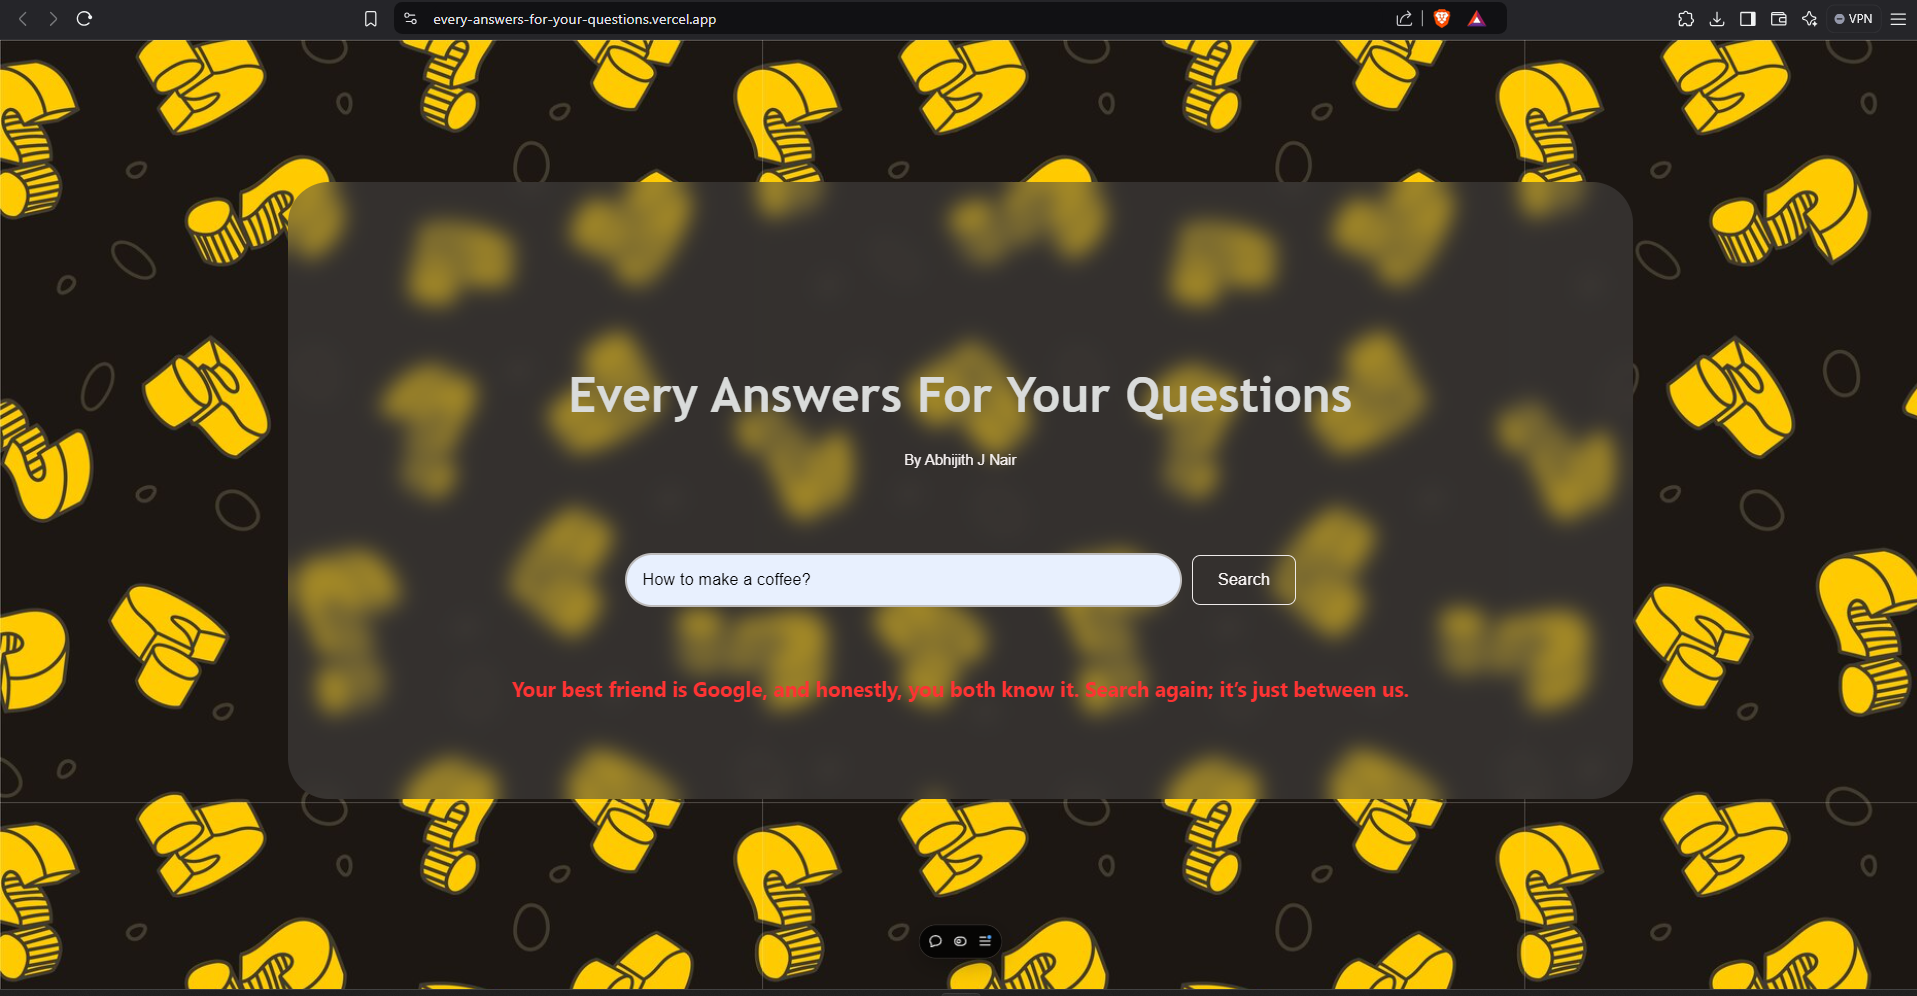 every-answers-for-your-questions.vercel.app
VPN
Every Answers For Your Questions
By Abhijith J Nair
How to make a coffee?
Search
Your best friend is Google, and honestly, you both know it. Search again; it’s just between us.